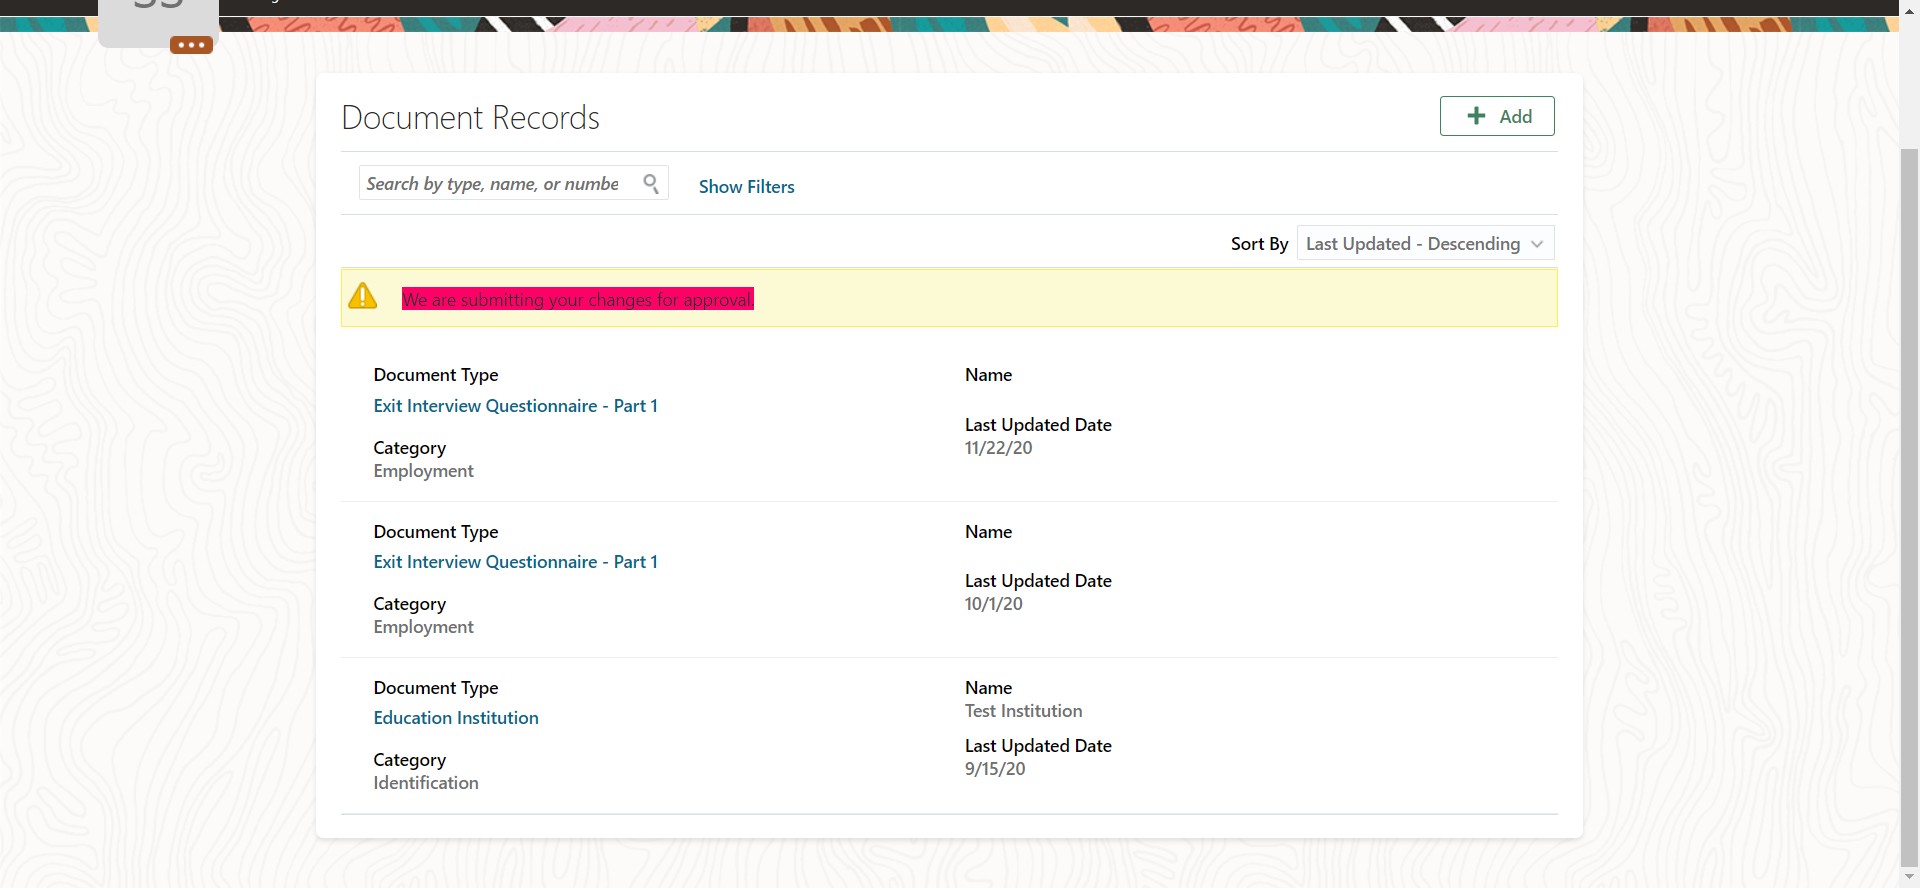 Document Records
Add
Search by type, name, or numbe
Show Filters
Sort By Last Updated - Descending
We are submitting your changes for approval.
Document Type
Exit Interview Questionnaire - Part 1
Category
Employment
Name
Last Updated Date
11/22/20
Document Type
Exit Interview Questionnaire - Part 1
Category
Employment
Name
Last Updated Date
10/1/20
Document Type
Education Institution
Category
Identification
Name
Test Institution
Last Updated Date
9/15/20